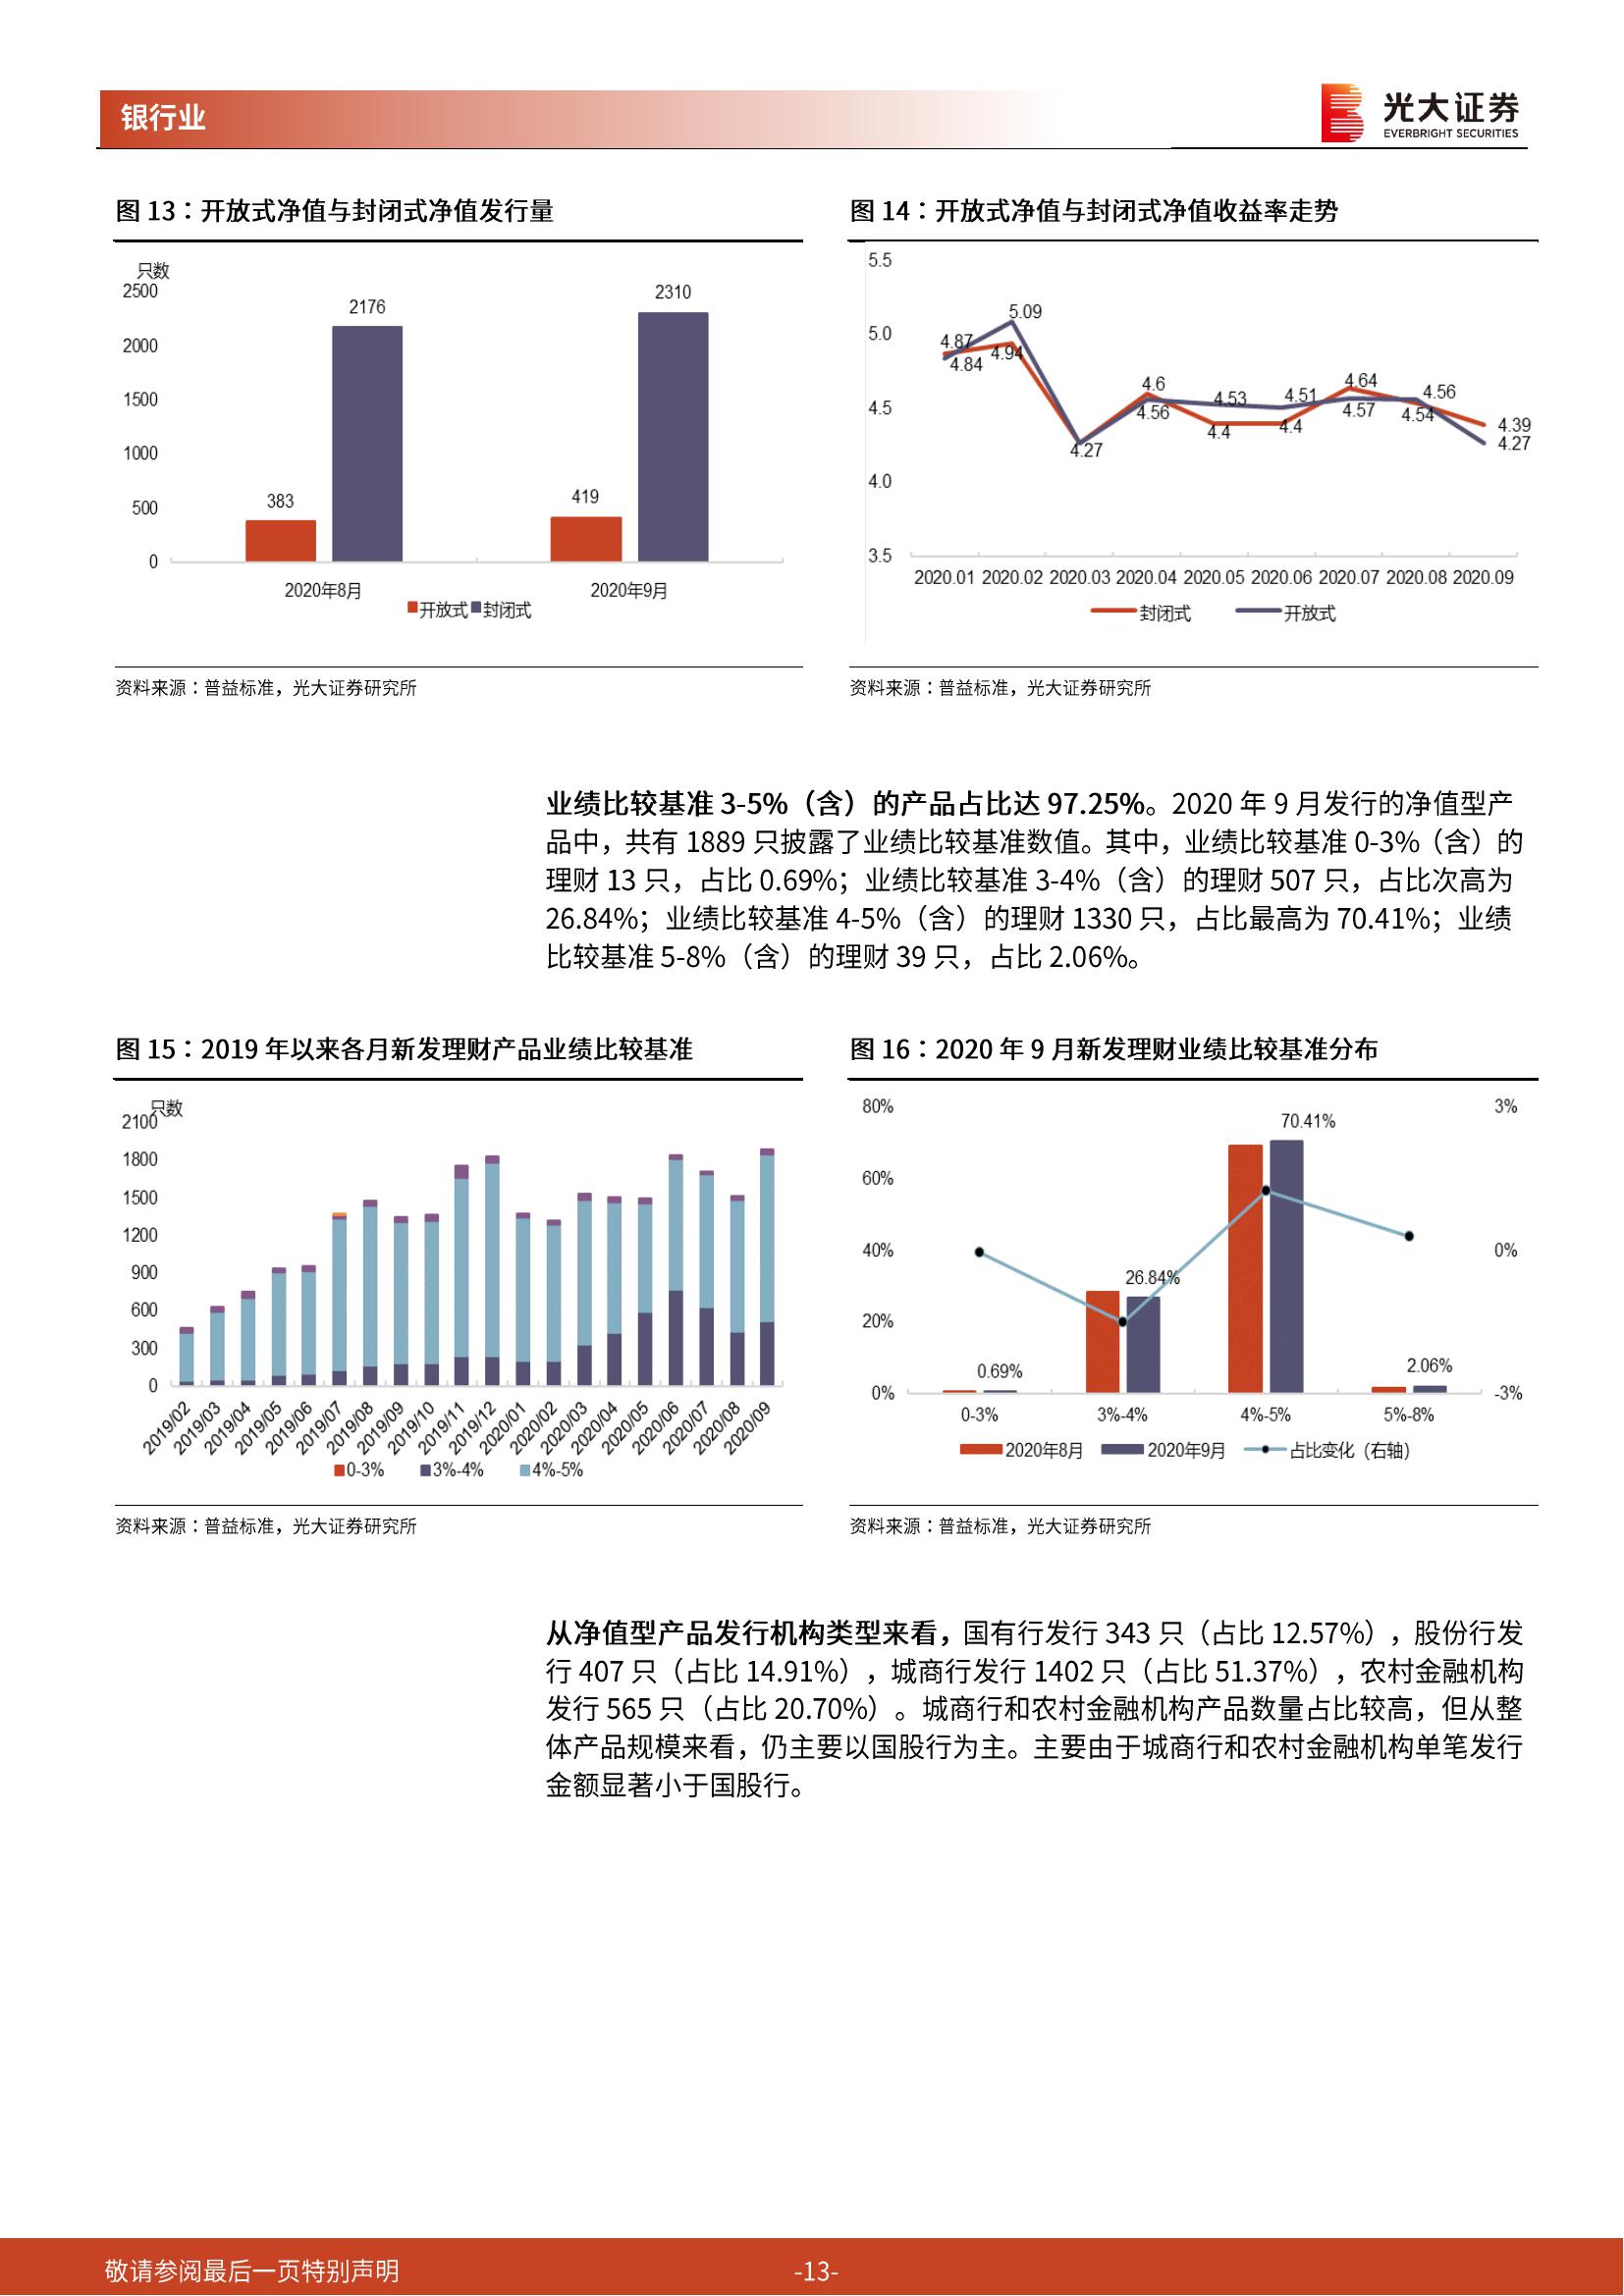 银行业
光大证券
EVERBRIGHT SECURITIES
图 13：开放式净值与封闭式净值发行量
只数
2500
2000
1500
1000
500
0
383
2176
419
2310
2020年8月
2020年9月
开放式 封闭式
资料来源：普益标准，光大证券研究所
图 14：开放式净值与封闭式净值收益率走势
5.5
5.0
4.5
4.0
3.5
4.87
4.84
5.09
4.94
4.27
4.6
4.56
4.53
4.4
4.51
4.4
4.64
4.57
4.56
4.54
4.39
4.27
2020.01 2020.02 2020.03 2020.04 2020.05 2020.06 2020.07 2020.08 2020.09
封闭式 开放式
资料来源：普益标准，光大证券研究所
业绩比较基准 3-5%（含）的产品占比达 97.25%。2020 年 9 月发行的净值型产
品中，共有 1889 只披露了业绩比较基准数值。其中，业绩比较基准 0-3%（含）的
理财 13 只，占比 0.69%；业绩比较基准 3-4%（含）的理财 507 只，占比次高为
26.84%；业绩比较基准 4-5%（含）的理财 1330 只，占比最高为 70.41%；业绩
比较基准 5-8%（含）的理财 39 只，占比 2.06%。
图 15：2019 年以来各月新发理财产品业绩比较基准
只数
2100
1800
1500
1200
900
600
300
0
2019/02 2019/03 2019/04 2019/05 2019/06 2019/07 2019/08 2019/09 2019/10 2019/11 2019/12 2020/01 2020/02 2020/03 2020/04 2020/05 2020/06 2020/07 2020/08 2020/09
0-3% 3%-4% 4%-5%
资料来源：普益标准，光大证券研究所
图 16：2020 年 9 月新发理财业绩比较基准分布
80%
60%
40%
20%
0%
3%
0%
-3%
0.69%
26.84%
70.41%
2.06%
0-3% 3%-4% 4%-5% 5%-8%
2020年8月 2020年9月 占比变化（右轴）
资料来源：普益标准，光大证券研究所
从净值型产品发行机构类型来看，国有行发行 343 只（占比 12.57%），股份行发
行 407 只（占比 14.91%），城商行发行 1402 只（占比 51.37%），农村金融机构
发行 565 只（占比 20.70%）。城商行和农村金融机构产品数量占比较高，但从整
体产品规模来看，仍主要以国股行为主。主要由于城商行和农村金融机构单笔发行
金额显著小于国股行。
敬请参阅最后一页特别声明
-13-